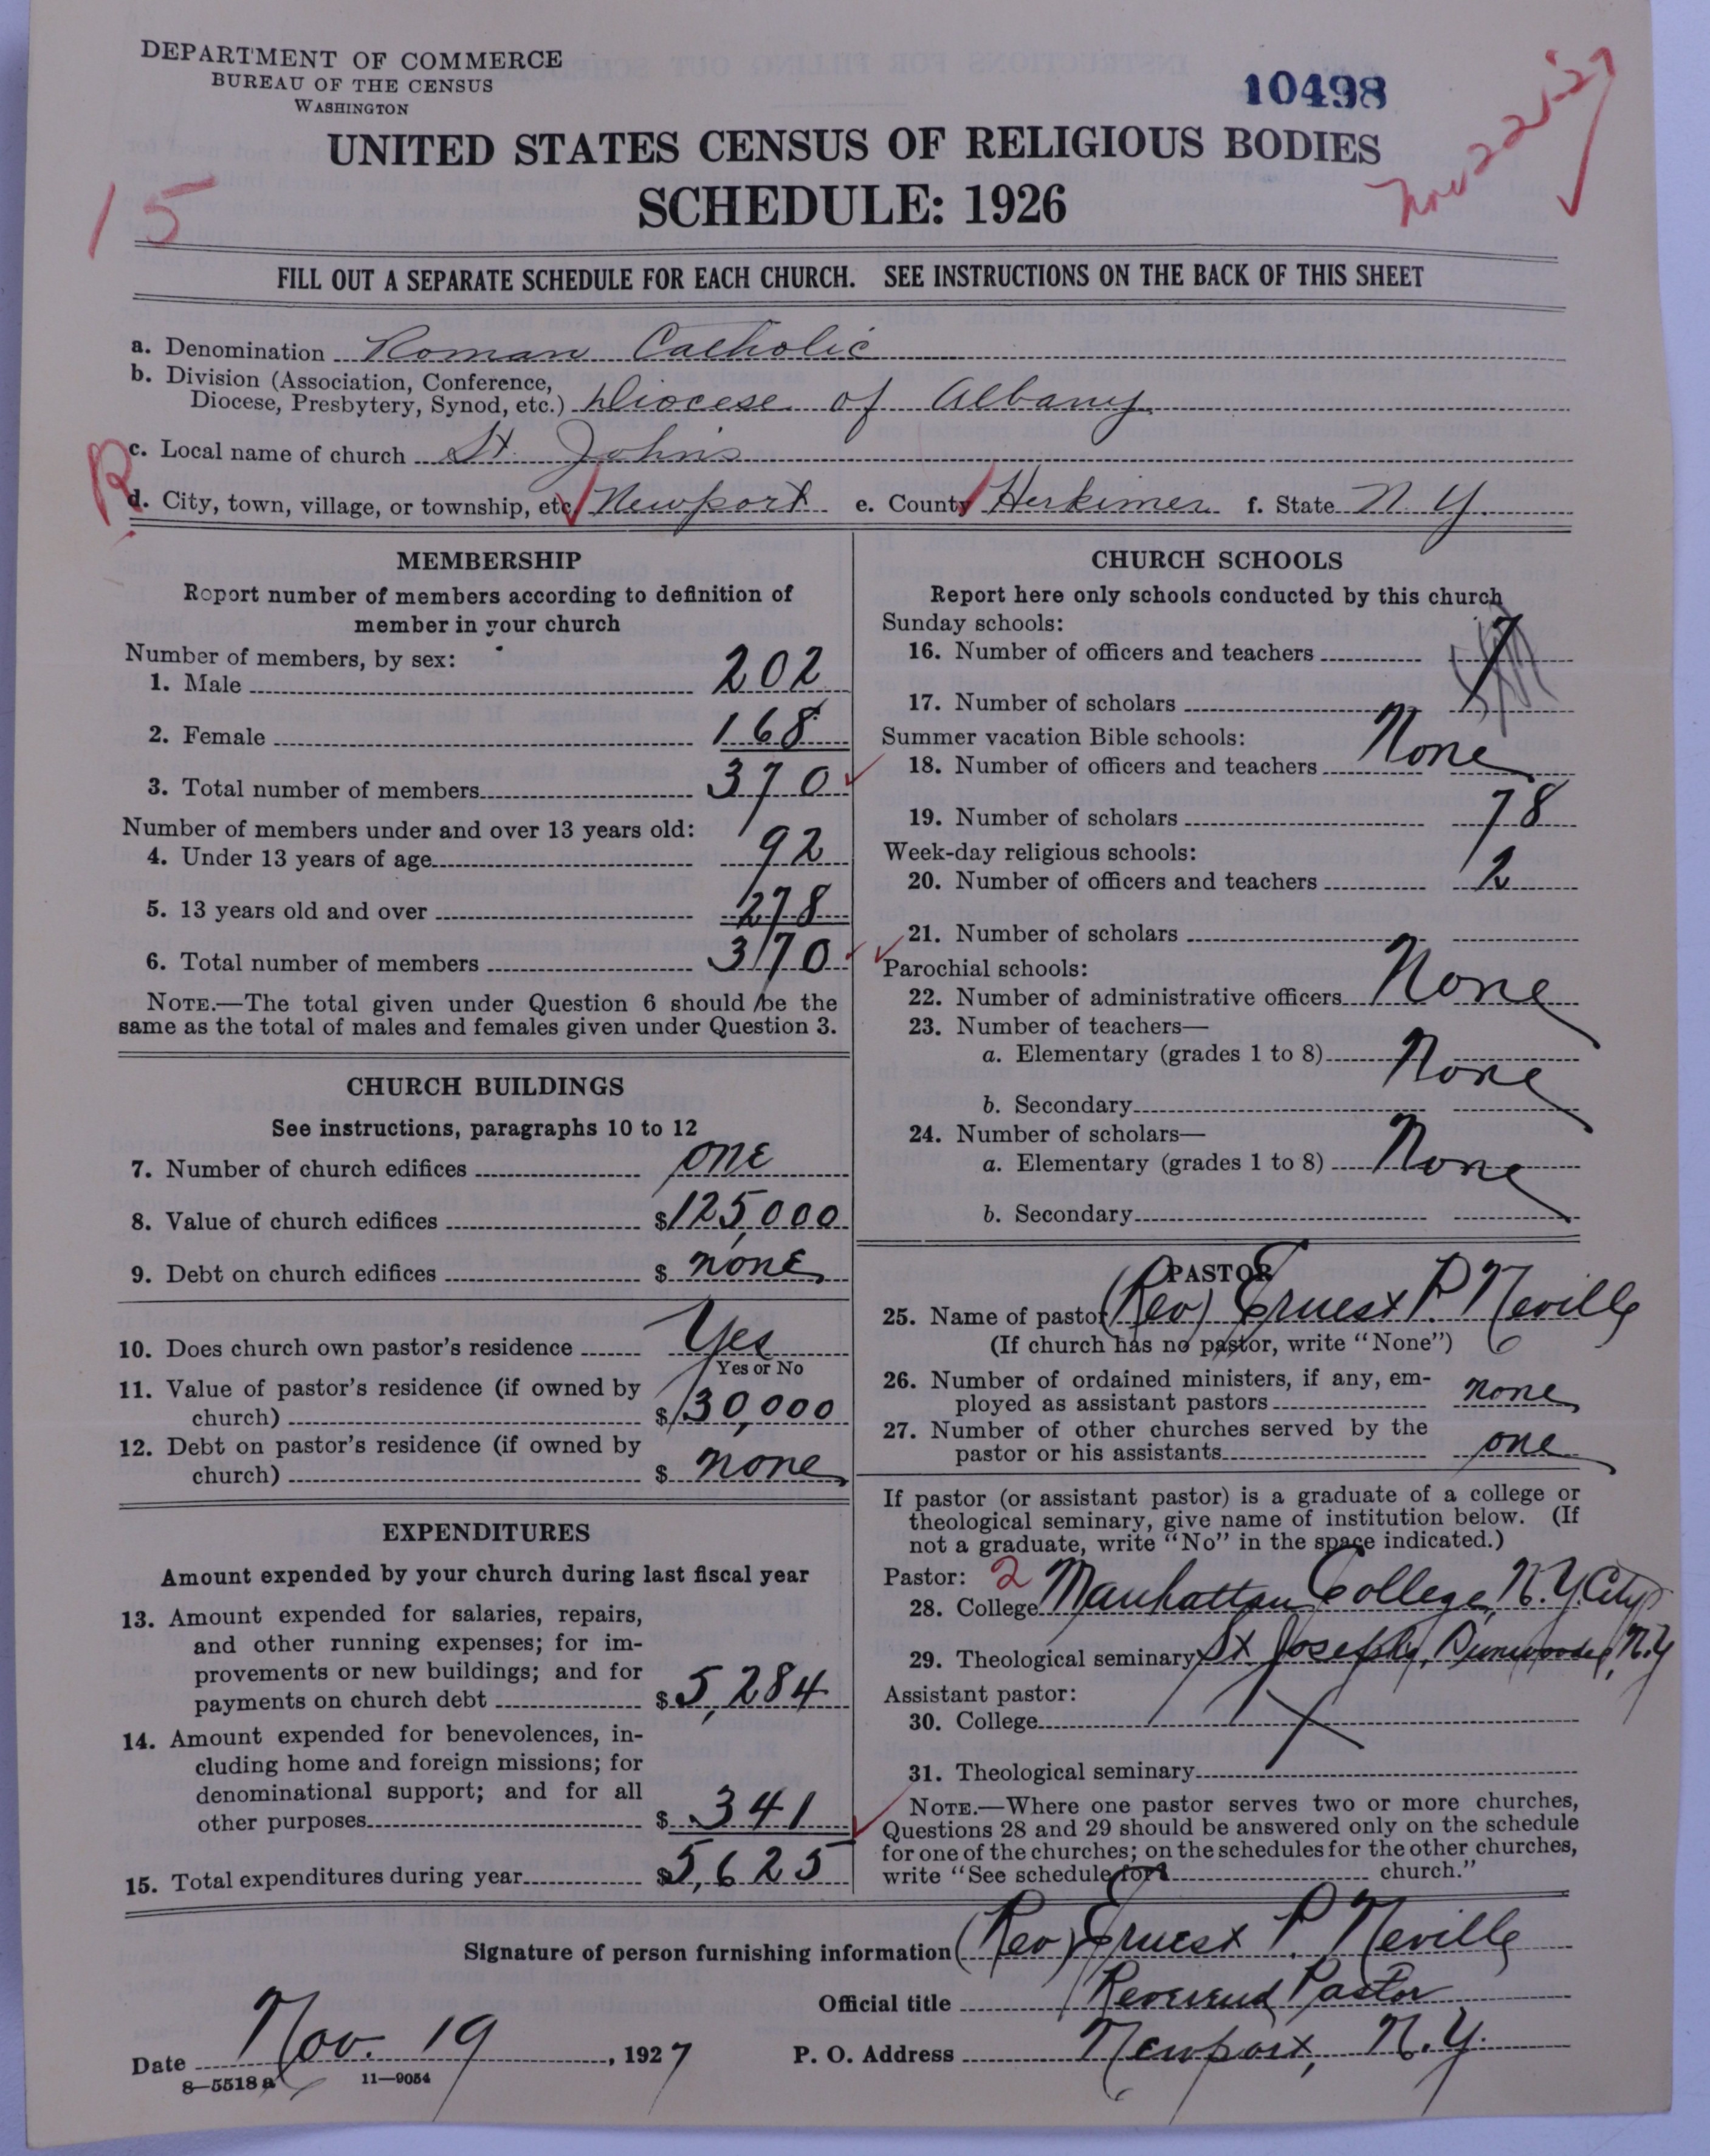 DEPARTMENT OF COMMERCE
BUREAU OF THE CENSUS
WASHINGTON
10498
Nov 22-27
UNITED STATES CENSUS OF RELIGIOUS BODIES
SCHEDULE: 1926
15
FILL OUT A SEPARATE SCHEDULE FOR EACH CHURCH. SEE INSTRUCTIONS ON THE BACK OF THIS SHEET
a. Denomination Roman Catholic
b. Division (Association, Conference,
Diocese, Presbytery, Synod, etc.) Diocese of Albany
R
c. Local name of church St. John's
d. City, town, village, or township, etc. Newport e. County Herkimer f. State N. Y.
MEMBERSHIP
Report number of members according to definition of
member in your church
Number of members, by sex:
1. Male 202
2. Female 168
3. Total number of members 370
Number of members under and over 13 years old:
4. Under 13 years of age 92
5. 13 years old and over 278
6. Total number of members 370
NOTE.—The total given under Question 6 should be the
same as the total of males and females given under Question 3.
CHURCH BUILDINGS
See instructions, paragraphs 10 to 12
7. Number of church edifices one
8. Value of church edifices $125,000
9. Debt on church edifices $ none
10. Does church own pastor's residence Yes
Yes or No
11. Value of pastor's residence (if owned by
church) $30,000
12. Debt on pastor's residence (if owned by
church) $ none
EXPENDITURES
Amount expended by your church during last fiscal year
13. Amount expended for salaries, repairs,
and other running expenses; for im-
provements or new buildings; and for
payments on church debt $5,284
14. Amount expended for benevolences, in-
cluding home and foreign missions; for
denominational support; and for all
other purposes $341
15. Total expenditures during year $5,625
CHURCH SCHOOLS
Report here only schools conducted by this church
Sunday schools:
16. Number of officers and teachers
17. Number of scholars
Summer vacation Bible schools:
18. Number of officers and teachers None
19. Number of scholars 78
Week-day religious schools:
20. Number of officers and teachers 2
21. Number of scholars
Parochial schools:
22. Number of administrative officers None
23. Number of teachers—
a. Elementary (grades 1 to 8) None
b. Secondary
24. Number of scholars—
a. Elementary (grades 1 to 8) None
b. Secondary
PASTOR
25. Name of pastor (Rev) Ernest P. Neville
(If church has no pastor, write "None")
26. Number of ordained ministers, if any, em-
ployed as assistant pastors none
27. Number of other churches served by the
pastor or his assistants one
If pastor (or assistant pastor) is a graduate of a college or
theological seminary, give name of institution below. (If
not a graduate, write "No" in the space indicated.)
Pastor: 2
28. College Manhattan College, N.Y. City
29. Theological seminary St Josephs, Dunwoodie, N.Y
Assistant pastor:
30. College
31. Theological seminary
NOTE.—Where one pastor serves two or more churches,
Questions 28 and 29 should be answered only on the schedule
for one of the churches; on the schedules for the other churches,
write "See schedule for church."
Signature of person furnishing information (Rev) Ernest P. Neville
Official title Reverend Pastor
Date Nov. 19, 1927 P. O. Address Newport, N.Y.
8—5518a 11—9054